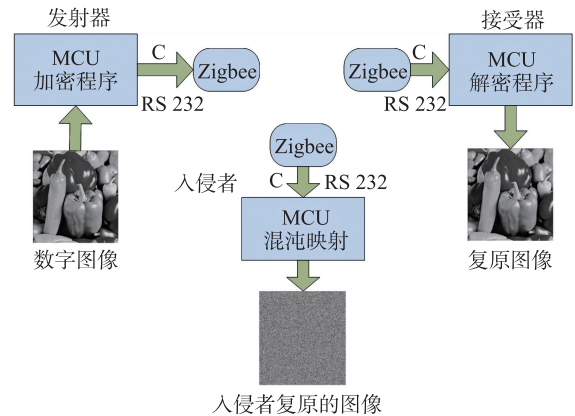 发射器
MCU
加密程序
C
RS 232
Zigbee
数字图像
接受器
Zigbee
C
RS 232
MCU
解密程序
复原图像
Zigbee
入侵者
C
RS 232
MCU
混沌映射
入侵者复原的图像